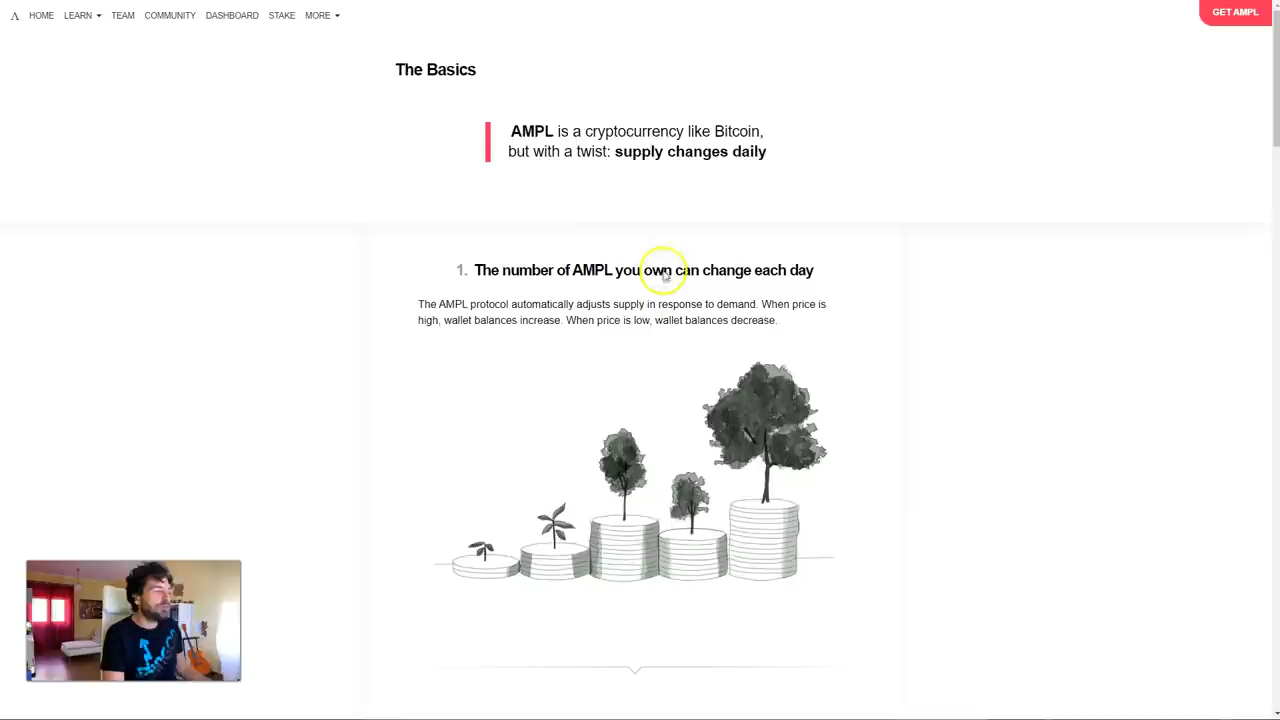 A HOME LEARN TEAM COMMUNITY DASHBOARD STAKE MORE
GET AMPL
The Basics
AMPL is a cryptocurrency like Bitcoin,
but with a twist: supply changes daily
1. The number of AMPL you own can change each day
The AMPL protocol automatically adjusts supply in response to demand. When price is
high, wallet balances increase. When price is low, wallet balances decrease.